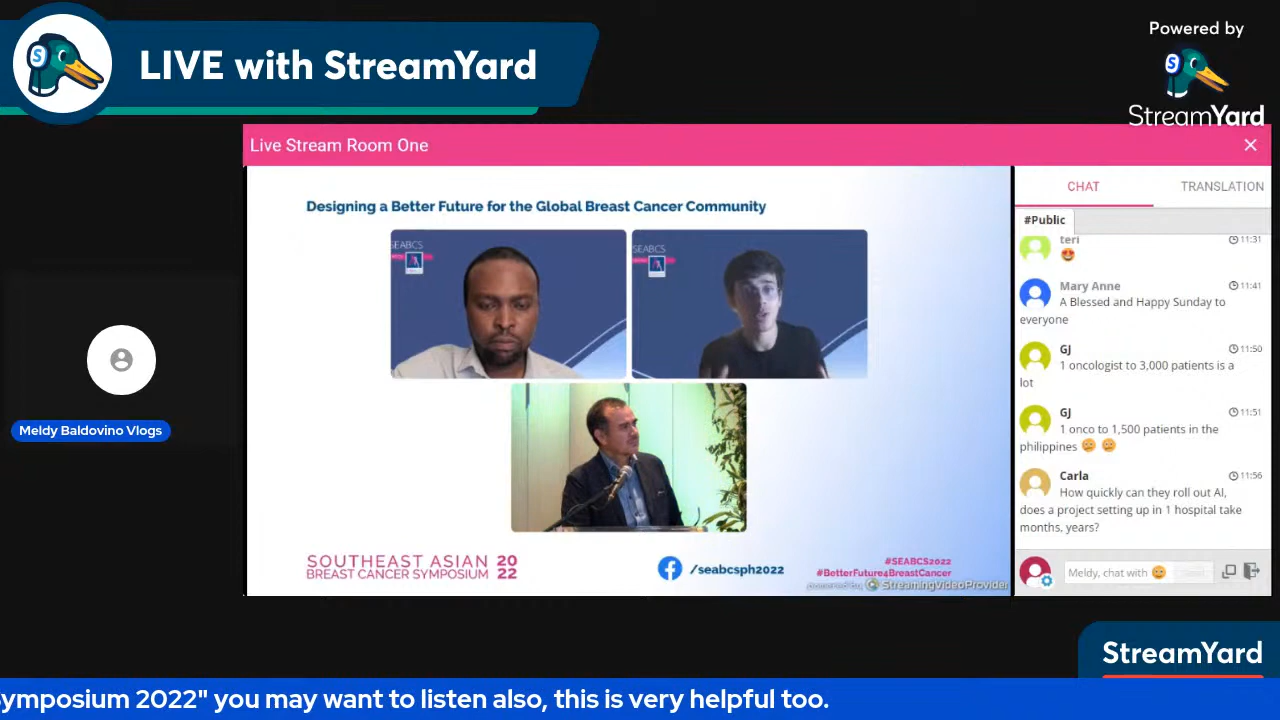 LIVE with StreamYard
Powered by
StreamYard
Live Stream Room One
Designing a Better Future for the Global Breast Cancer Community
SEABCS
SEABCS
CHAT
TRANSLATION
#Public
teri
11:31
Mary Anne
11:41
A Blessed and Happy Sunday to
everyone
GJ
11:50
1 oncologist to 3,000 patients is a
lot
GJ
11:51
1 onco to 1,500 patients in the
philippines
Carla
11:56
How quickly can they roll out AI,
does a project setting up in 1 hospital take
months, years?
Meldy, chat with
Meldy Baldovino Vlogs
SOUTHEAST ASIAN 20
BREAST CANCER SYMPOSIUM 22
/seabcsph2022
#SEABCS2022
#BetterFuture4BreastCancer
powered by StreamingVideoProvider
StreamYard
ymposium 2022" you may want to listen also, this is very helpful too.